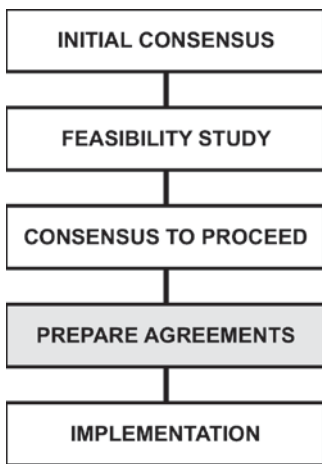 INITIAL CONSENSUS
FEASIBILITY STUDY
CONSENSUS TO PROCEED
PREPARE AGREEMENTS
IMPLEMENTATION